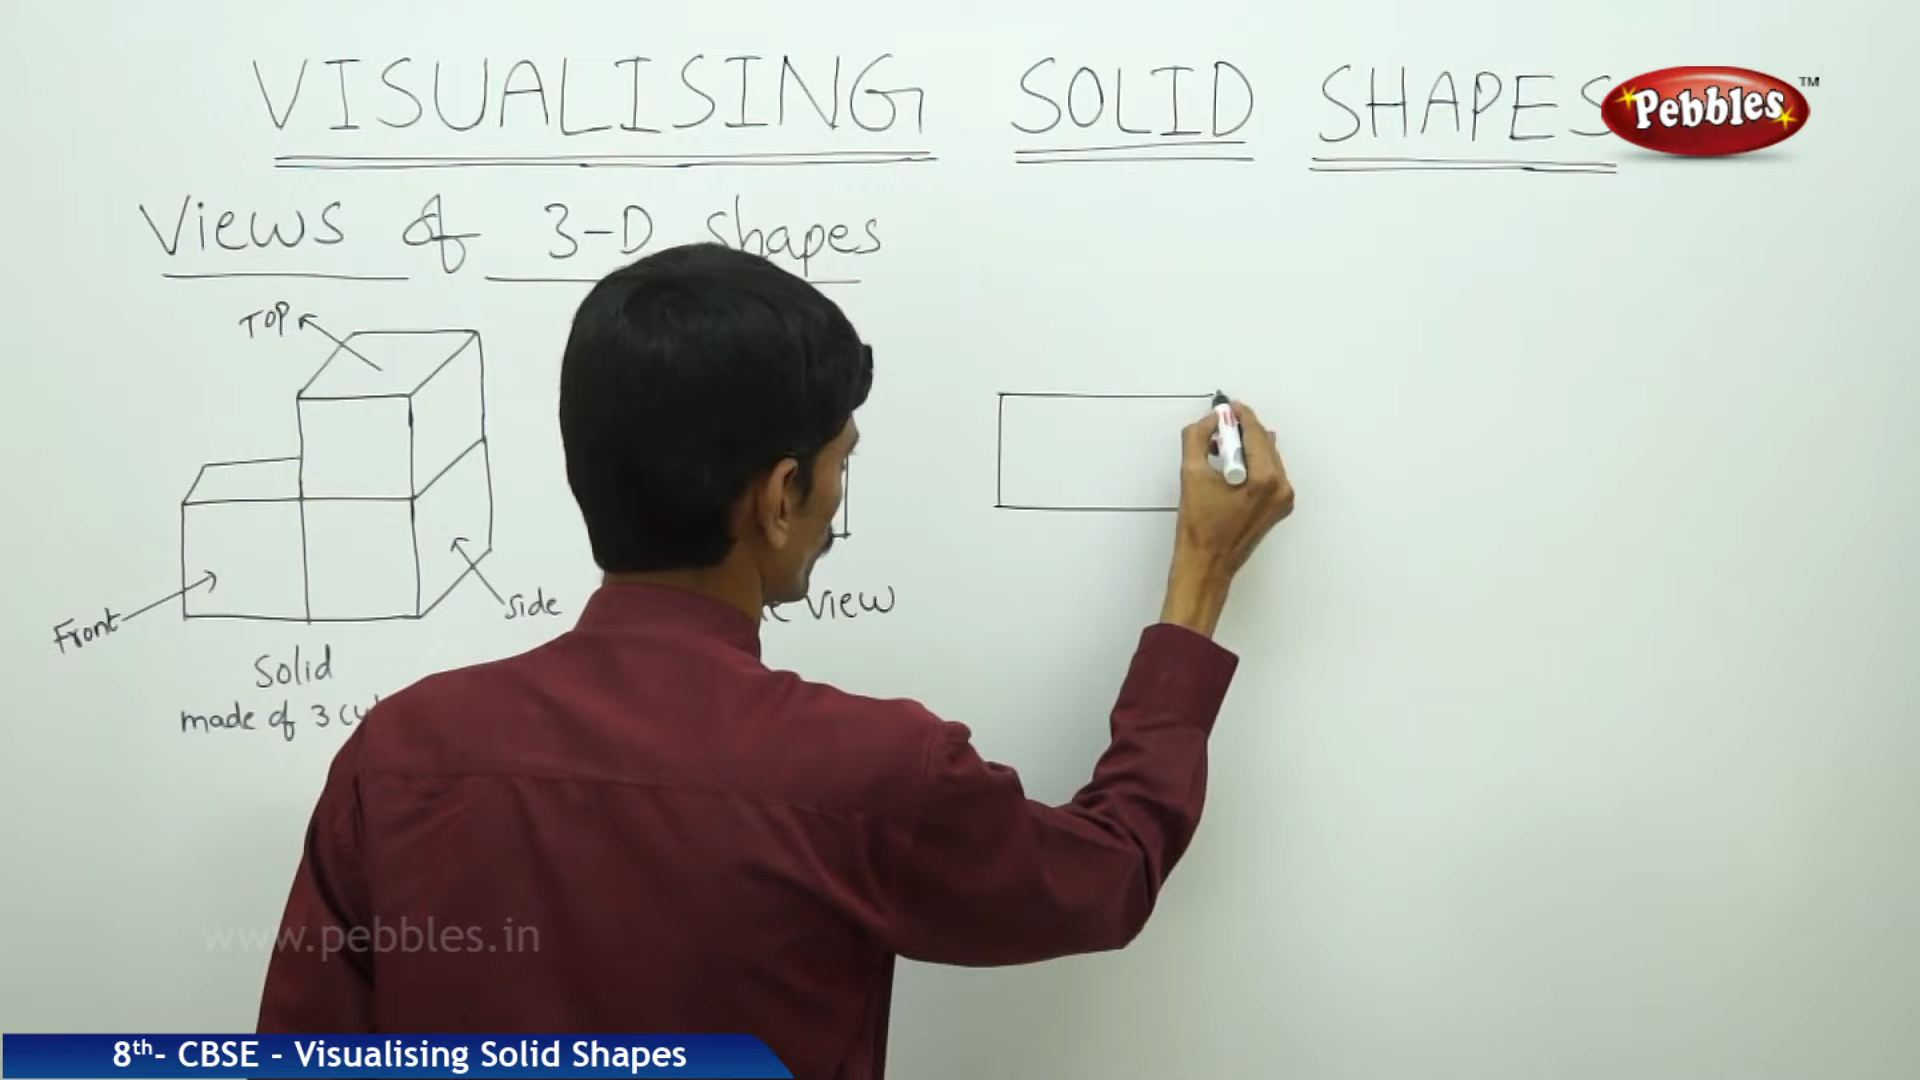 VISUALISING SOLID SHAPES
Pebbles™
Views of 3-D shapes
TOP
Front
Side
View
Solid
made of 3
www.pebbles.in
8th- CBSE - Visualising Solid Shapes